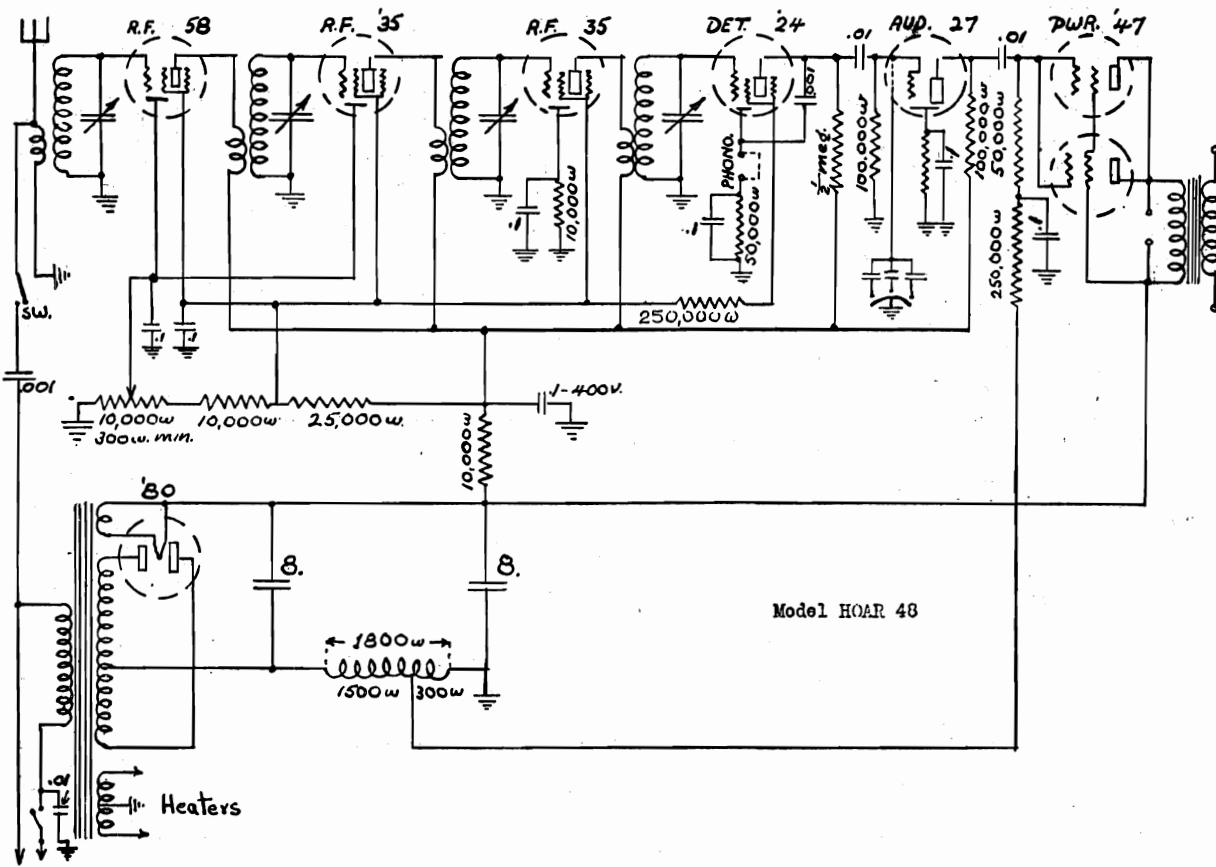 R.F. 58
R.F. '35
R.F. 35
DET. '24
AUD. 27
PWR. '47
.01
.01
.001
PHONO.
½ meg.
100,000ω
.1
100,000ω
50,000ω
.1
10,000ω
.1
50,000ω
.1
250,000ω
SW.
.1
.1
250,000ω
.001
10,000ω
300ω. min.
10,000ω
25,000ω.
.1-400V.
10,000ω
'80
8.
8.
Model HOAR 48
1800ω
1500ω
300ω
Heaters